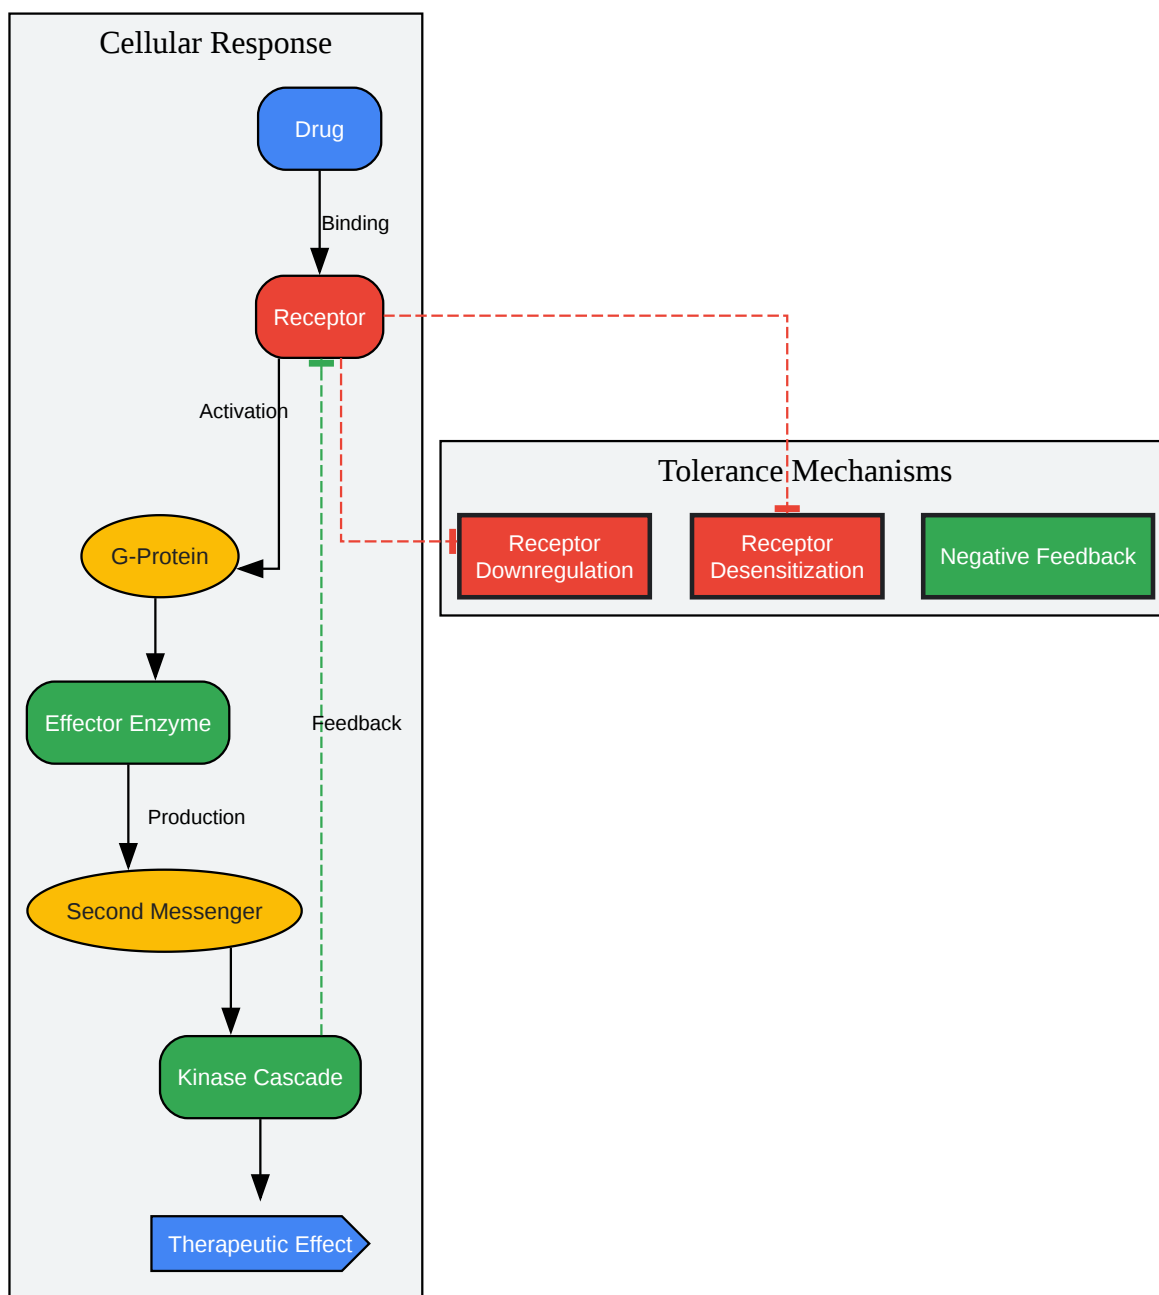 Cellular Response
Drug
Binding
Receptor
Activation
Tolerance Mechanisms
Receptor
Downregulation
Receptor
Desensitization
Negative Feedback
G-Protein
Effector Enzyme
Feedback
Production
Second Messenger
Kinase Cascade
Therapeutic Effect